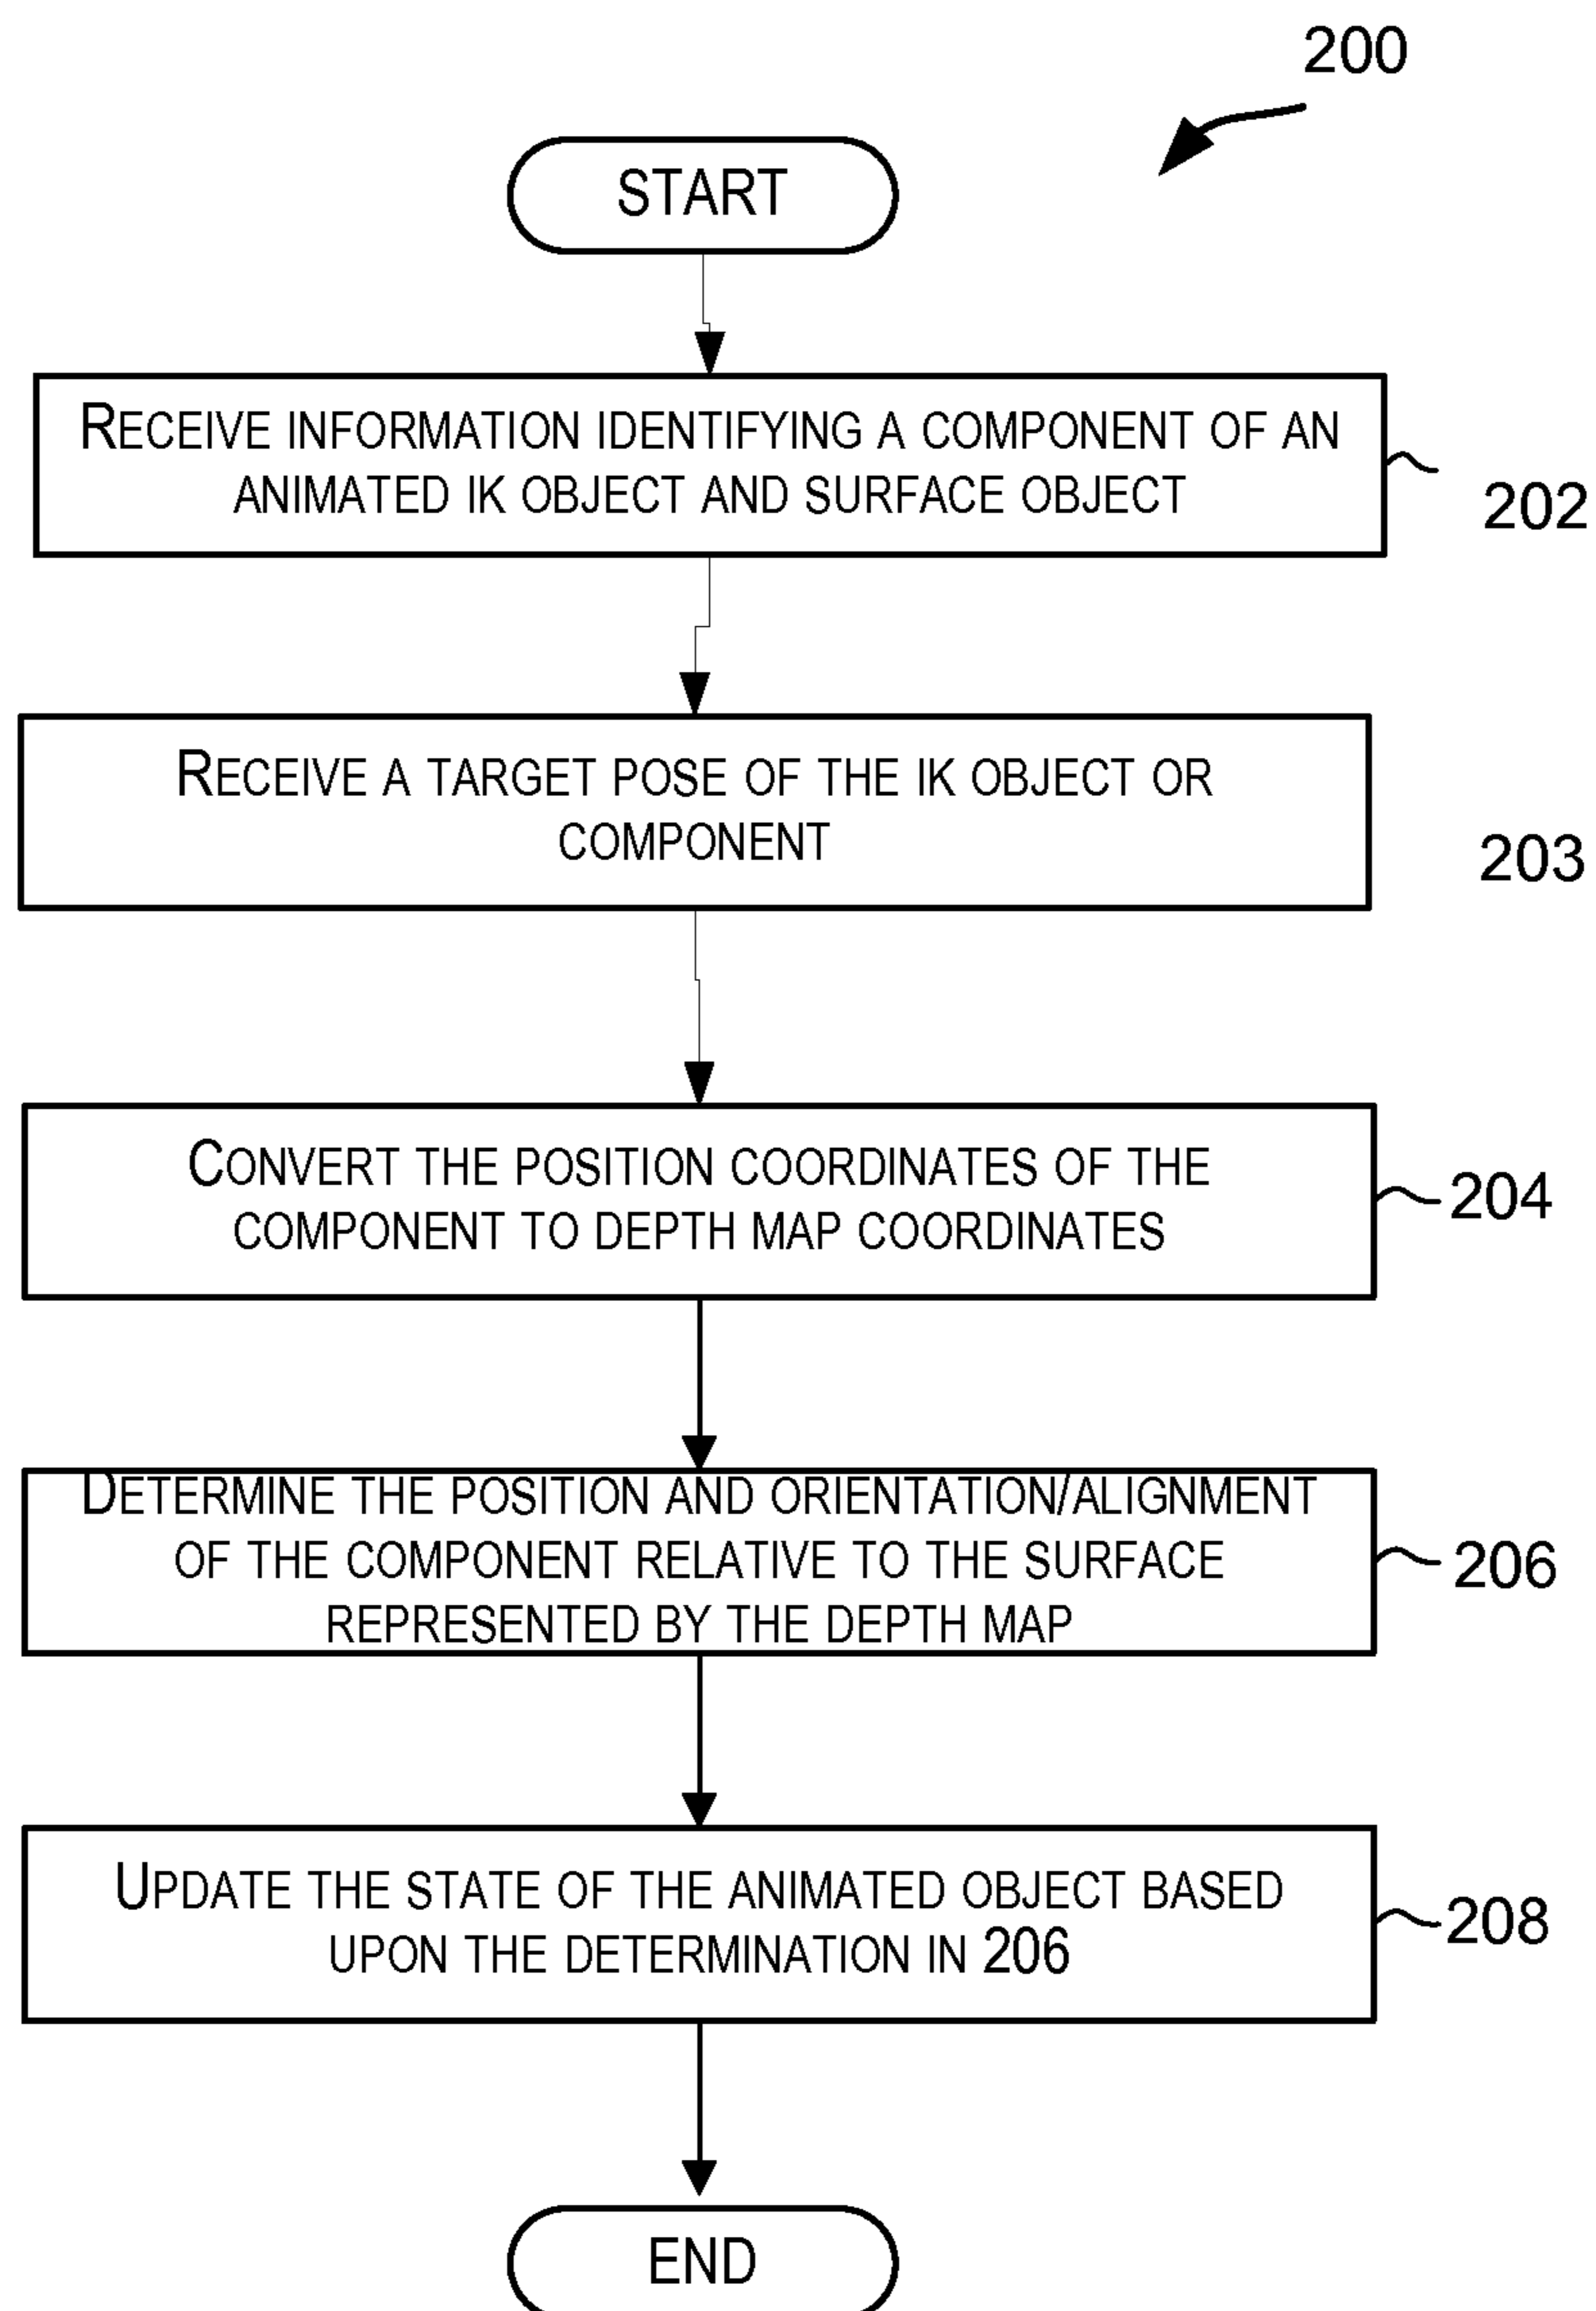 200
START
RECEIVE INFORMATION IDENTIFYING A COMPONENT OF AN
ANIMATED IK OBJECT AND SURFACE OBJECT
202
RECEIVE A TARGET POSE OF THE IK OBJECT OR
COMPONENT
203
CONVERT THE POSITION COORDINATES OF THE
COMPONENT TO DEPTH MAP COORDINATES
204
DETERMINE THE POSITION AND ORIENTATION/ALIGNMENT
OF THE COMPONENT RELATIVE TO THE SURFACE
REPRESENTED BY THE DEPTH MAP
206
UPDATE THE STATE OF THE ANIMATED OBJECT BASED
UPON THE DETERMINATION IN 206
208
END